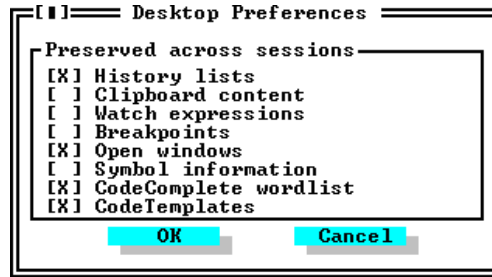 [■] Desktop Preferences
Preserved across sessions
[X] History lists
[ ] Clipboard content
[ ] Watch expressions
[ ] Breakpoints
[X] Open windows
[ ] Symbol information
[X] CodeComplete wordlist
[X] CodeTemplates
OK Cancel